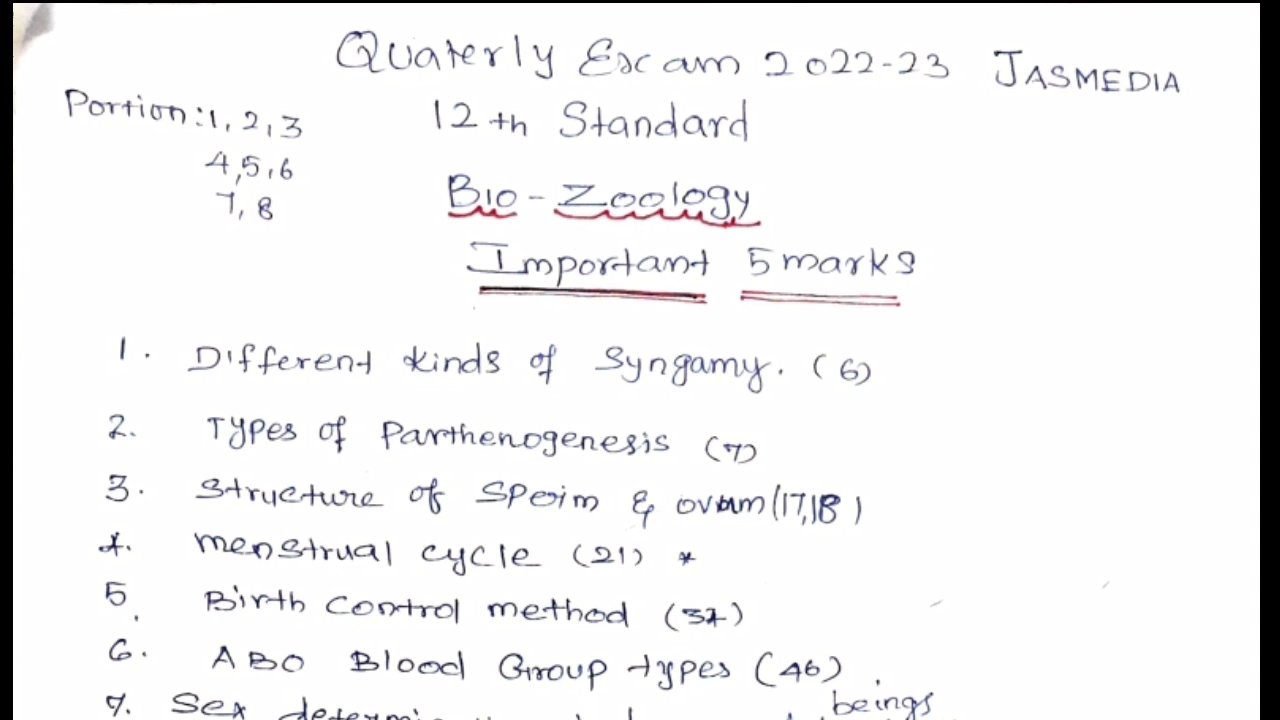 Quaterly Exam 2022-23 JASMEDIA
Portion: 1, 2, 3
12th Standard
4, 5, 6
7, 8
Bio - Zoology
Important 5 marks
1. Different kinds of Syngamy. (6)
2. Types of Parthenogenesis (7)
3. Structure of Sperm & ovum (17,18)
4. menstrual cycle (21) *
5. Birth control method (37)
6. ABO Blood Group types (46)
7. Sex beings